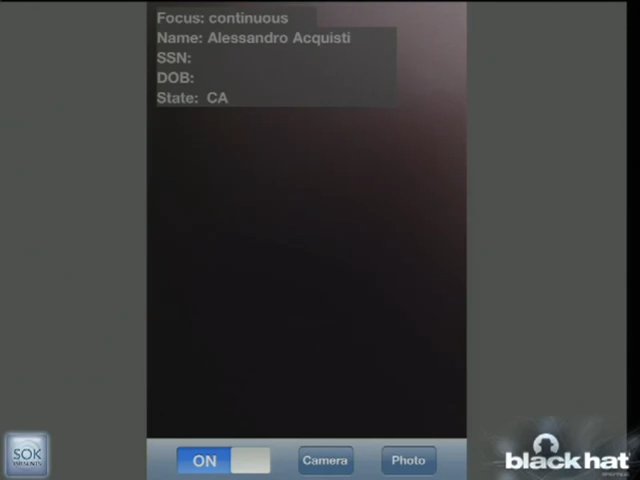 Focus: continuous
Name: Alessandro Acquisti
SSN:
DOB:
State: CA
ON
Camera
Photo
SOK
black hat